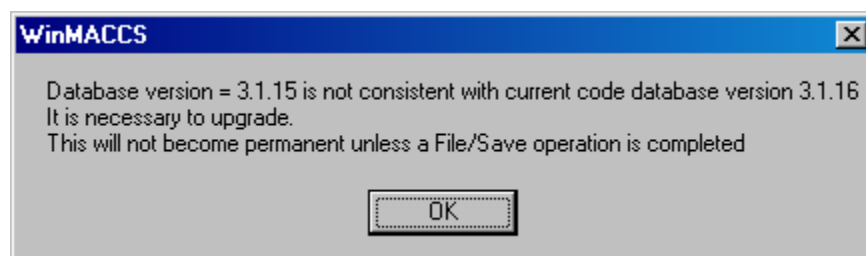 WinMACCS
Database version = 3.1.15 is not consistent with current code database version 3.1.16
It is necessary to upgrade.
This will not become permanent unless a File/Save operation is completed
OK